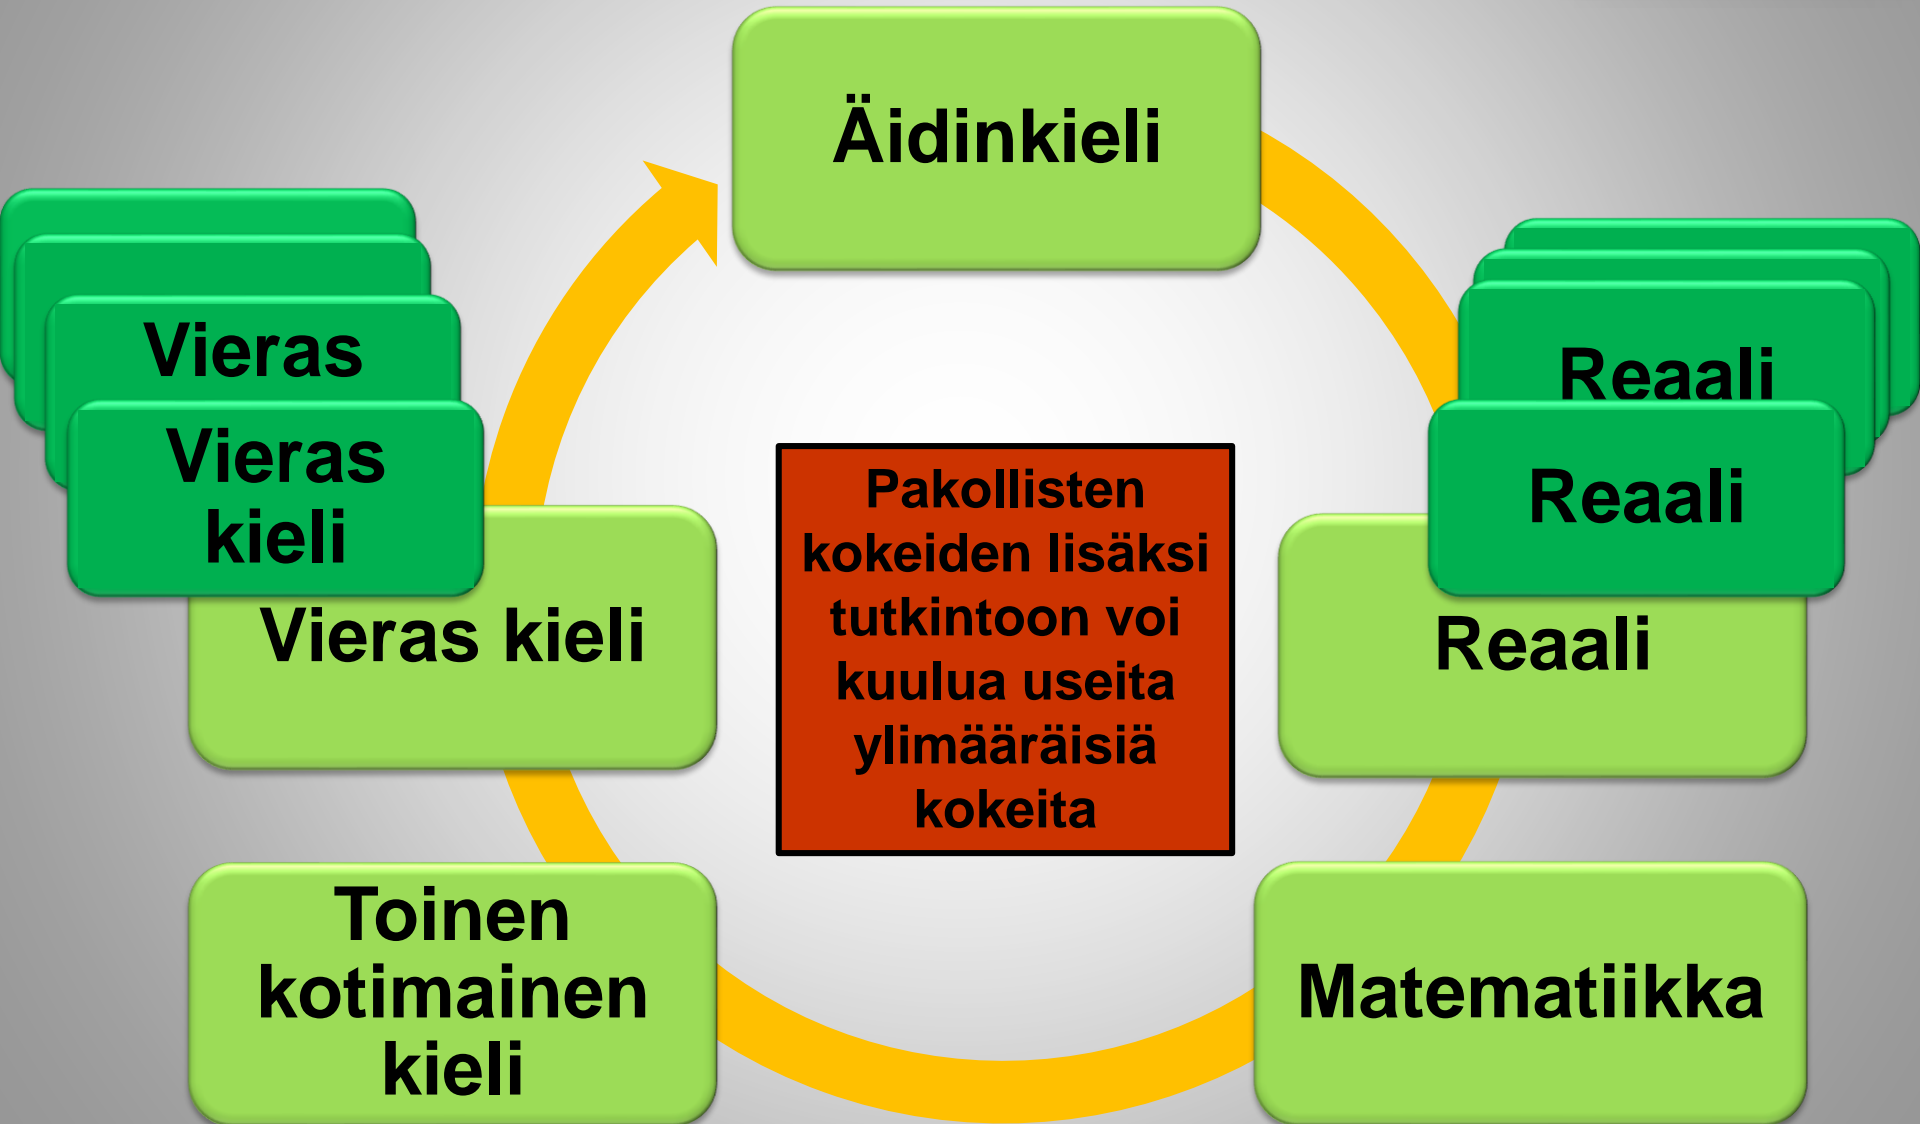 Äidinkieli
Vieras
Vieras
kieli
Vieras kieli
Toinen
kotimainen
kieli
Pakollisten
kokeiden lisäksi
tutkintoon voi
kuulua useita
ylimääräisiä
kokeita
Reaali
Reaali
Reaali
Matematiikka